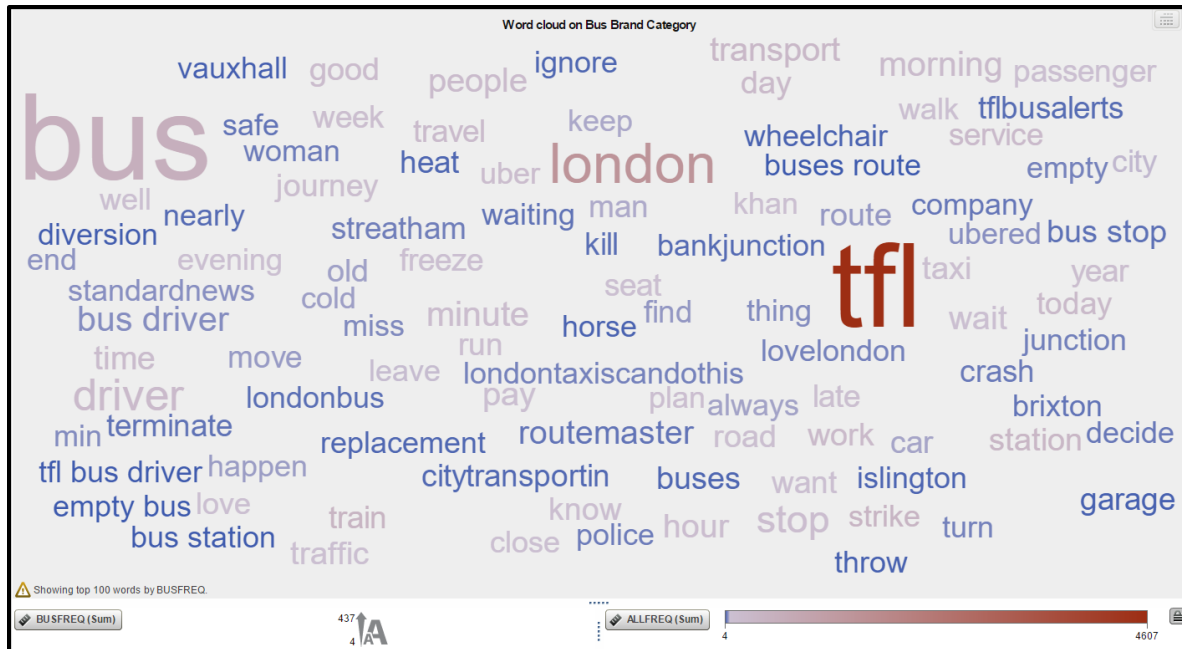 Word cloud on Bus Brand Category
transport
vauxhall good people ignore day morning passenger
bus safe week travel keep walk tflbusalerts
woman heat uber london wheelchair service
journey buses route empty city
well nearly streatham waiting man khan route company
diversion kill bankjunction ubered bus stop
end evening old freeze seat tfl taxi year
standardnews cold find thing today
bus driver miss minute horse wait
time move run lovelondon junction
leave londontaxiscandothis crash
driver londonbus pay plan always late brixton
min terminate replacement routemaster road work car station decide
tfl bus driver happen citytransportin buses want islington
empty bus love know garage
bus station train close police hour stop strike turn
traffic throw
Showing top 100 words by BUSFREQ.
BUSFREQ (Sum) 437 4 A A ALLFREQ (Sum) 4 4607